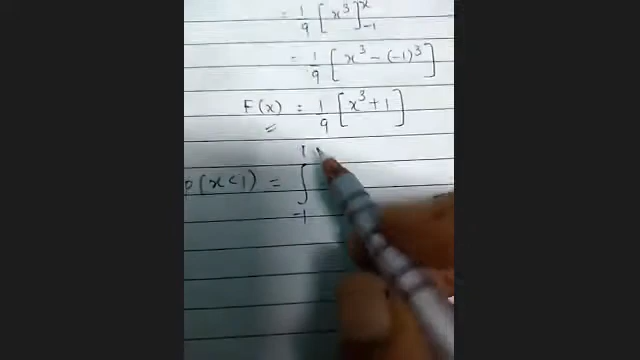 = 1/9 [x³]ˣ₋₁
= 1/9 [x³ - (-1)³]
F(x) = 1/9 [x³ + 1]
p(x<1) = ∫₋₁¹